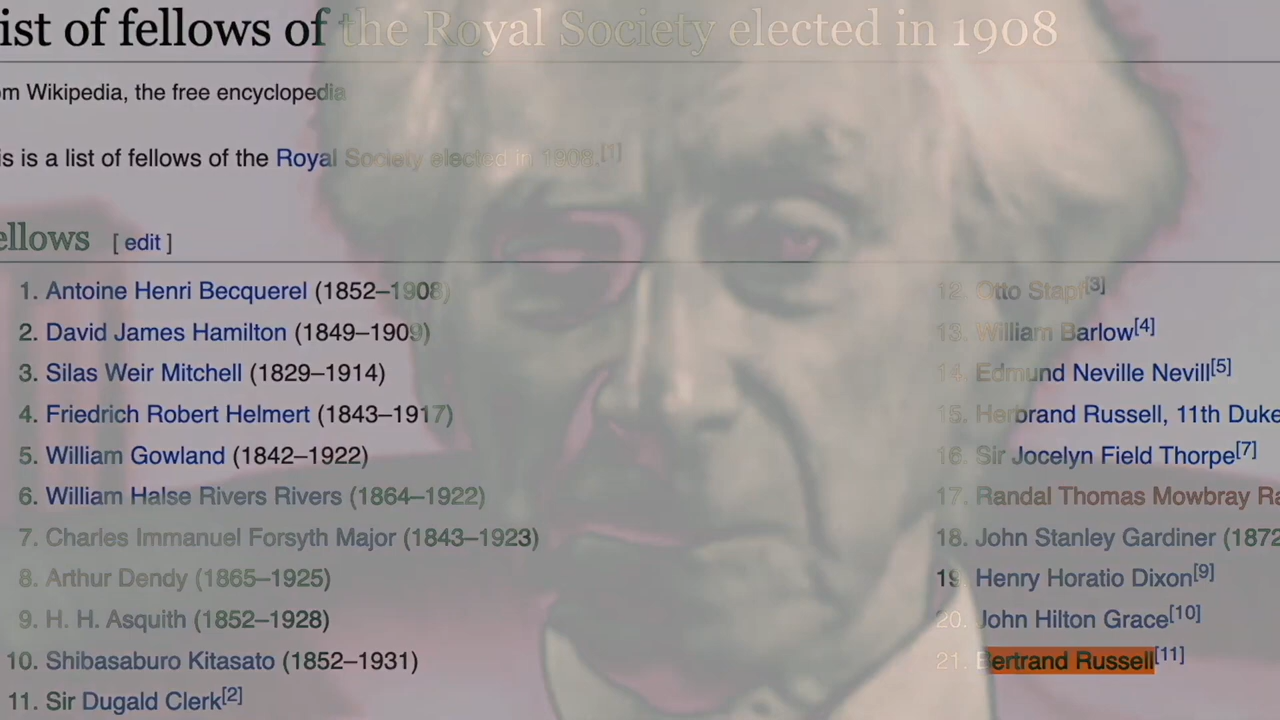 ist of fellows of the Royal Society elected in 1908
om Wikipedia, the free encyclopedia
is is a list of fellows of the Royal Society elected in 1908.[1]
ellows [ edit ]
1. Antoine Henri Becquerel (1852–1908)
2. David James Hamilton (1849–1909)
3. Silas Weir Mitchell (1829–1914)
4. Friedrich Robert Helmert (1843–1917)
5. William Gowland (1842–1922)
6. William Halse Rivers Rivers (1864–1922)
7. Charles Immanuel Forsyth Major (1843–1923)
8. Arthur Dendy (1865–1925)
9. H. H. Asquith (1852–1928)
10. Shibasaburo Kitasato (1852–1931)
11. Sir Dugald Clerk[2]
12. Otto Stapf[3]
13. William Barlow[4]
14. Edmund Neville Nevill[5]
15. Herbrand Russell, 11th Duke
16. Sir Jocelyn Field Thorpe[7]
17. Randal Thomas Mowbray Ra
18. John Stanley Gardiner (1872
19. Henry Horatio Dixon[9]
20. John Hilton Grace[10]
21. Bertrand Russell[11]